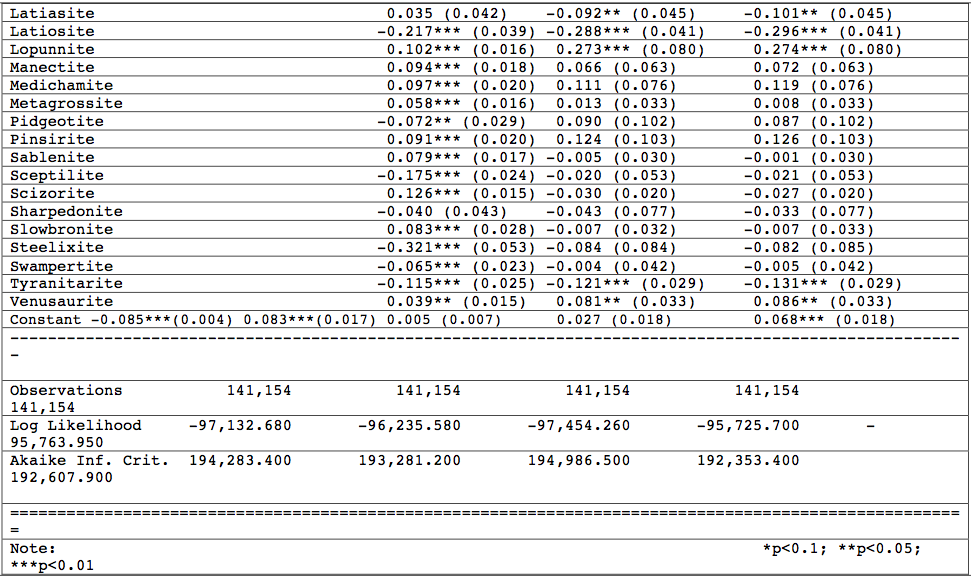 Latiasite 0.035 (0.042) -0.092** (0.045) -0.101** (0.045)
Latiosite -0.217*** (0.039) -0.288*** (0.041) -0.296*** (0.041)
Lopunnite 0.102*** (0.016) 0.273*** (0.080) 0.274*** (0.080)
Manectite 0.094*** (0.018) 0.066 (0.063) 0.072 (0.063)
Medichamite 0.097*** (0.020) 0.111 (0.076) 0.119 (0.076)
Metagrossite 0.058*** (0.016) 0.013 (0.033) 0.008 (0.033)
Pidgeotite -0.072** (0.029) 0.090 (0.102) 0.087 (0.102)
Pinsirite 0.091*** (0.020) 0.124 (0.103) 0.126 (0.103)
Sablenite 0.079*** (0.017) -0.005 (0.030) -0.001 (0.030)
Sceptilite -0.175*** (0.024) -0.020 (0.053) -0.021 (0.053)
Scizorite 0.126*** (0.015) -0.030 (0.020) -0.027 (0.020)
Sharpedonite -0.040 (0.043) -0.043 (0.077) -0.033 (0.077)
Slowbronite 0.083*** (0.028) -0.007 (0.032) -0.007 (0.033)
Steelixite -0.321*** (0.053) -0.084 (0.084) -0.082 (0.085)
Swampertite -0.065*** (0.023) -0.004 (0.042) -0.005 (0.042)
Tyranitarite -0.115*** (0.025) -0.121*** (0.029) -0.131*** (0.029)
Venusaurite 0.039** (0.015) 0.081** (0.033) 0.086** (0.033)
Constant -0.085***(0.004) 0.083***(0.017) 0.005 (0.007) 0.027 (0.018) 0.068*** (0.018)
-----------------------------------------------------------------------------------------------------
-
Observations 141,154 141,154 141,154 141,154
141,154
Log Likelihood -97,132.680 -96,235.580 -97,454.260 -95,725.700 -
95,763.950
Akaike Inf. Crit. 194,283.400 193,281.200 194,986.500 192,353.400
192,607.900
=====================================================================================================
=
Note: *p<0.1; **p<0.05;
***p<0.01